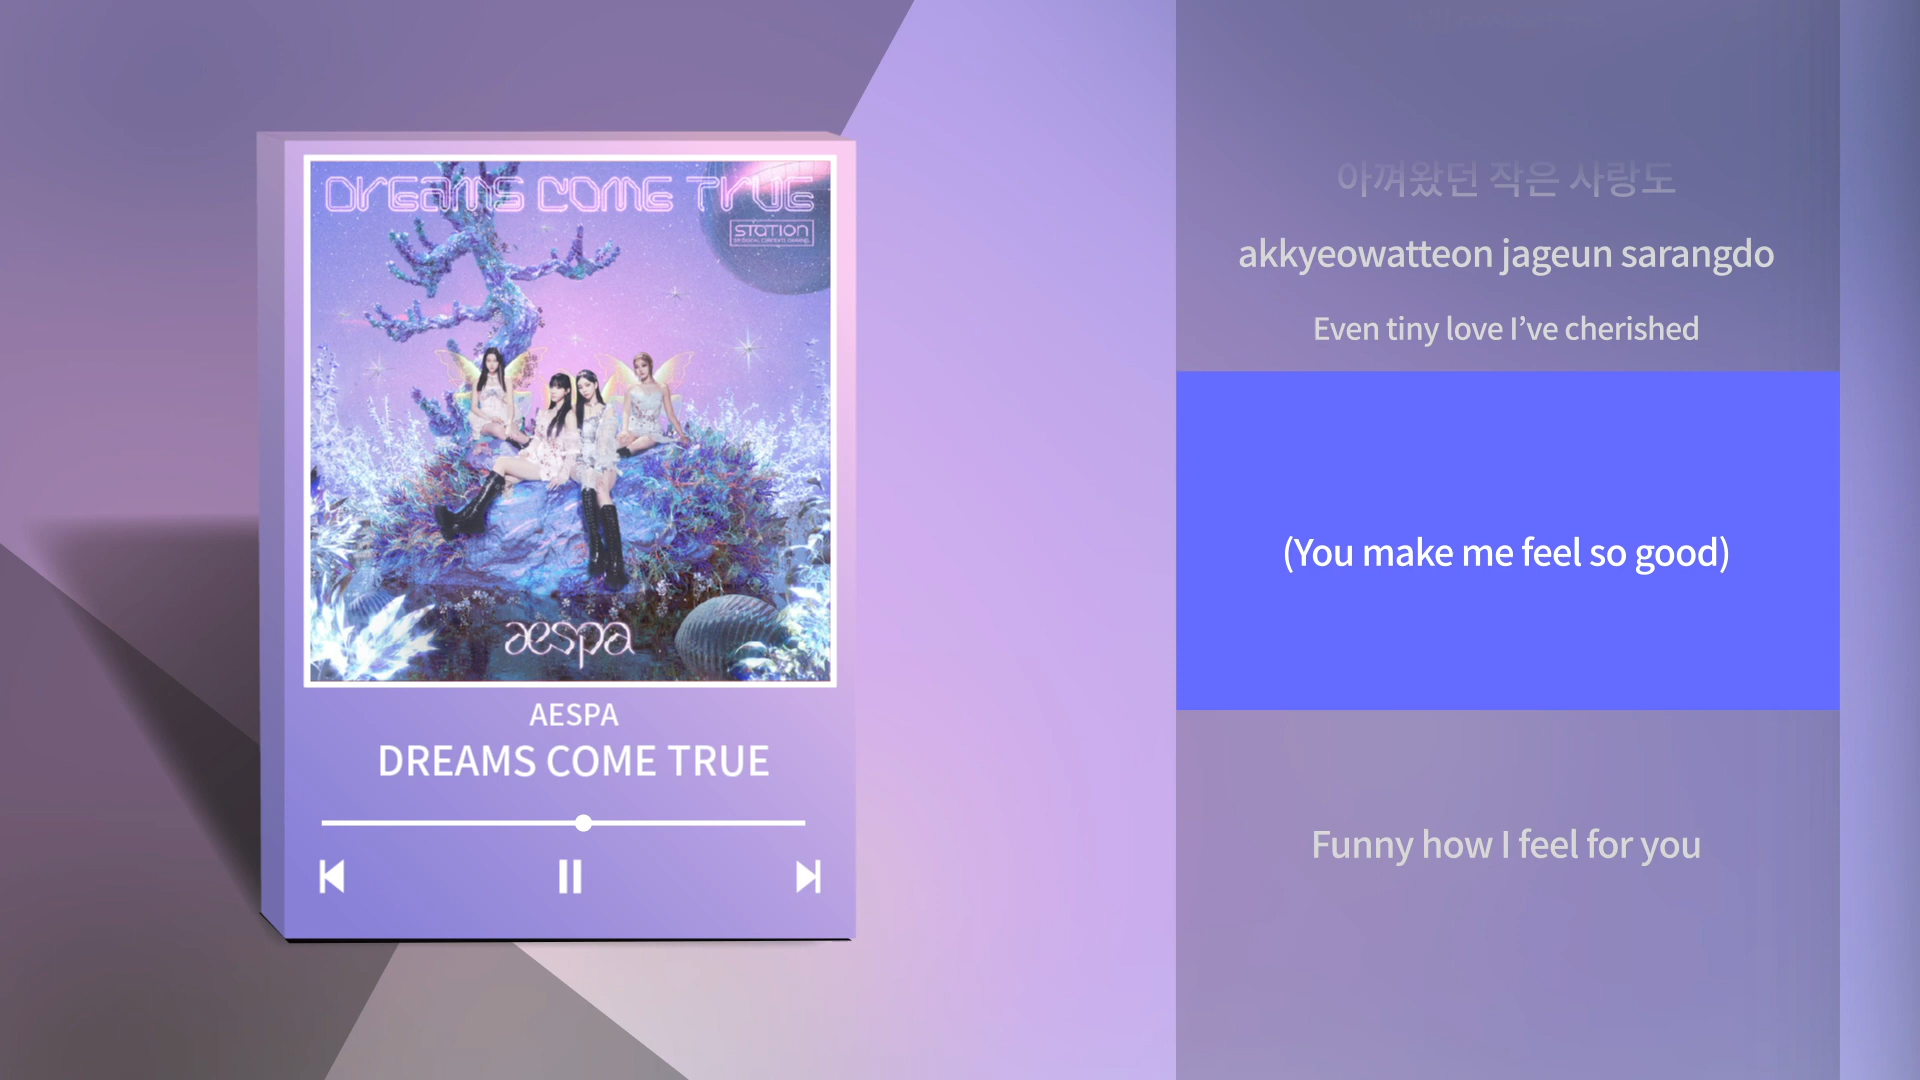 DREAMS COME TRUE
STATION
aespa
AESPA
DREAMS COME TRUE
아껴왔던 작은 사랑도
akkyeowatteon jageun sarangdo
Even tiny love I’ve cherished
(You make me feel so good)
Funny how I feel for you